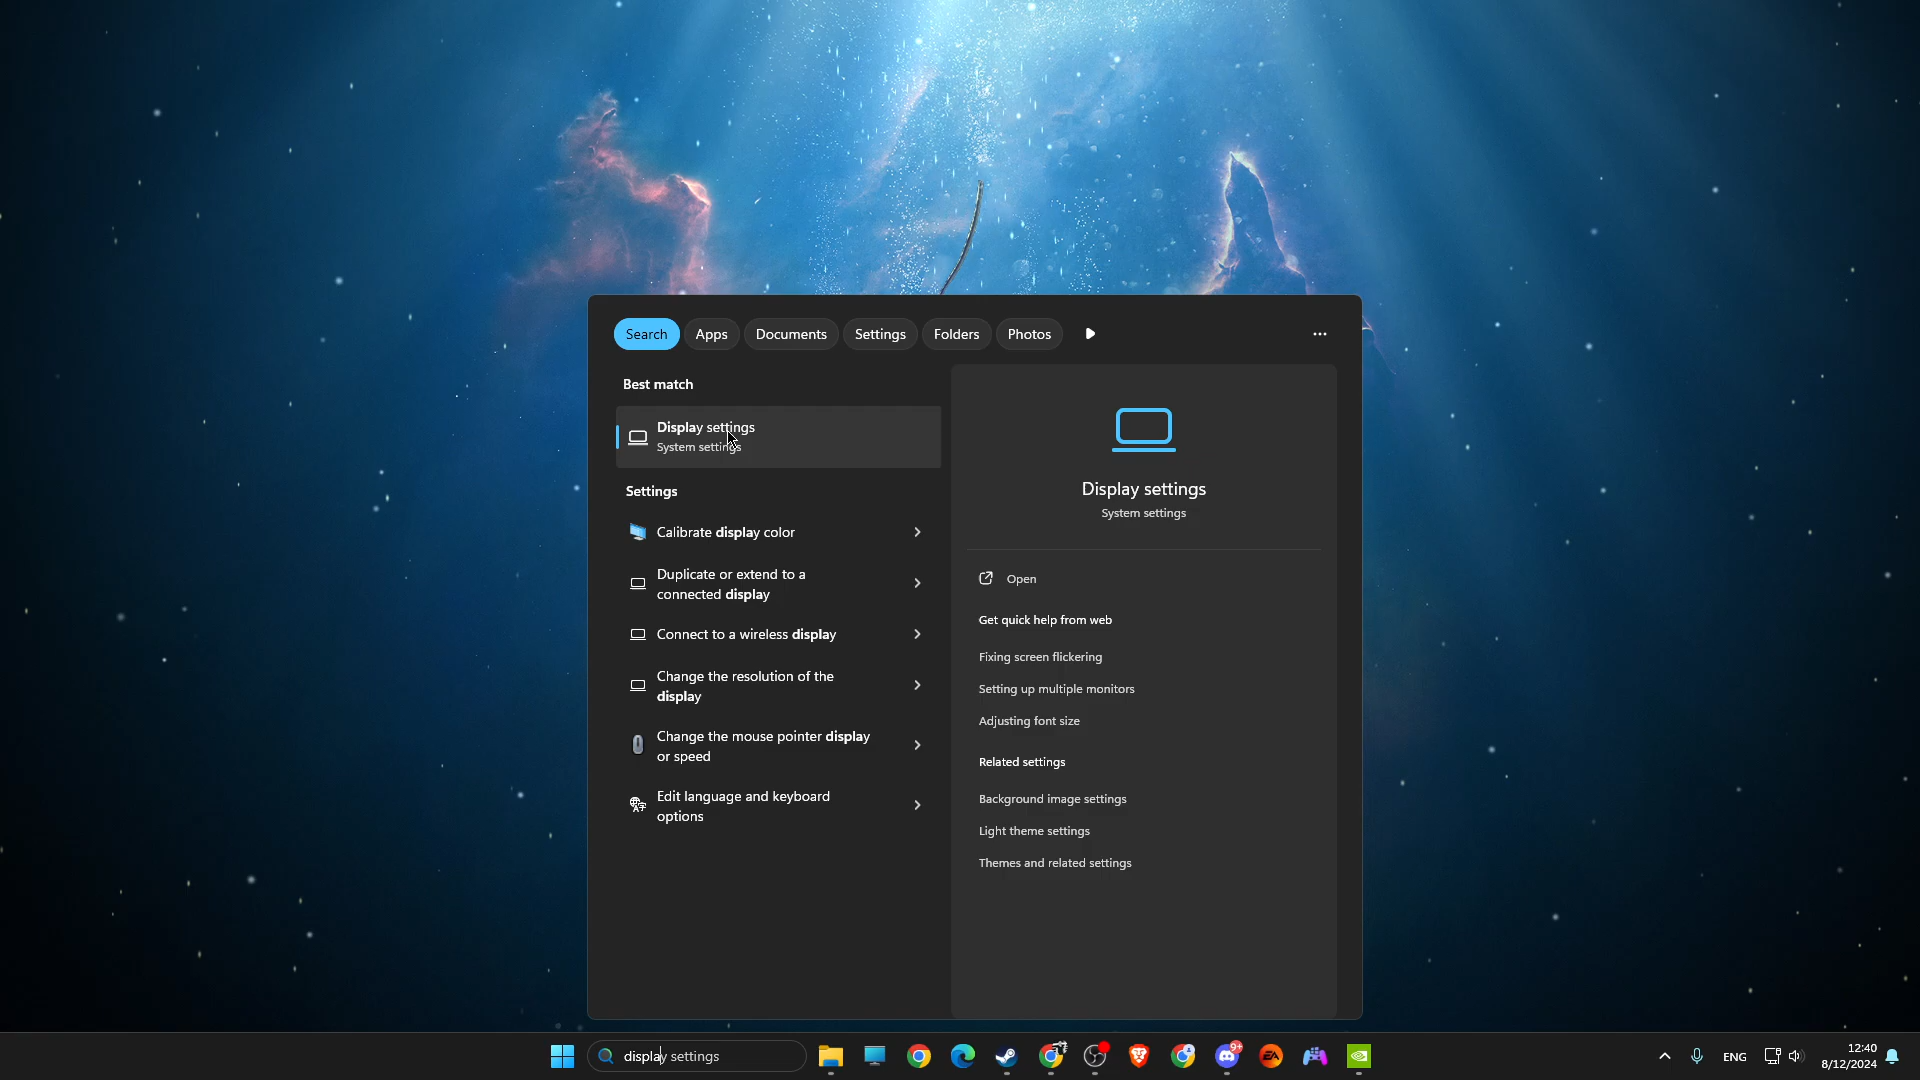 Search Apps Documents Settings Folders Photos
Best match
Display settings
System settings
Settings
Calibrate display color
Duplicate or extend to a
connected display
Connect to a wireless display
Change the resolution of the
display
Change the mouse pointer display
or speed
Edit language and keyboard
options
Display settings
System settings
Open
Get quick help from web
Fixing screen flickering
Setting up multiple monitors
Adjusting font size
Related settings
Background image settings
Light theme settings
Themes and related settings
display settings
9+
EA
ENG
12:40
8/12/2024